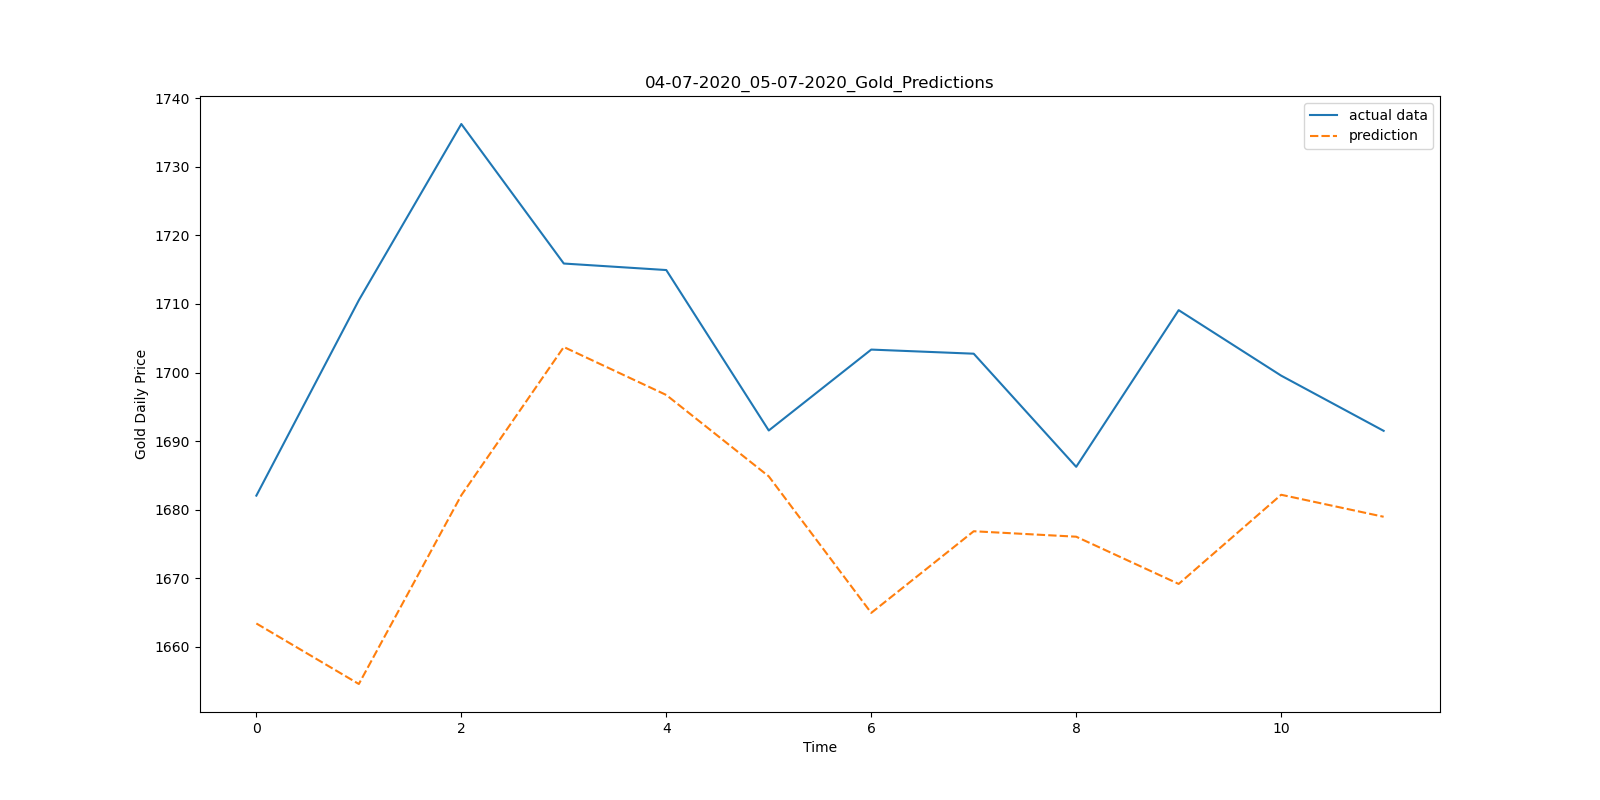 04-07-2020_05-07-2020_Gold_Predictions
actual data
prediction
Gold Daily Price
1740
1730
1720
1710
1700
1690
1680
1670
1660
0 2 4 6 8 10
Time